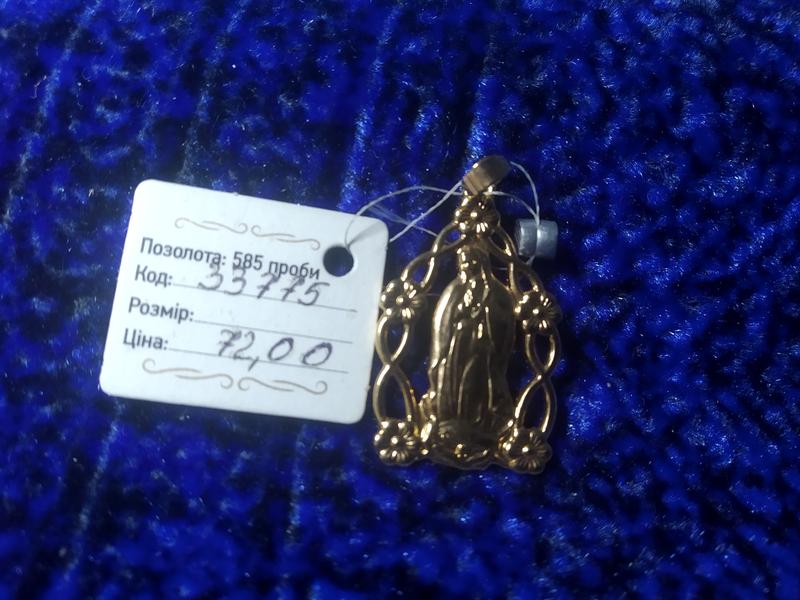 Позолота: 585 проби
Код: 33775
Розмір:
Ціна: 72,00